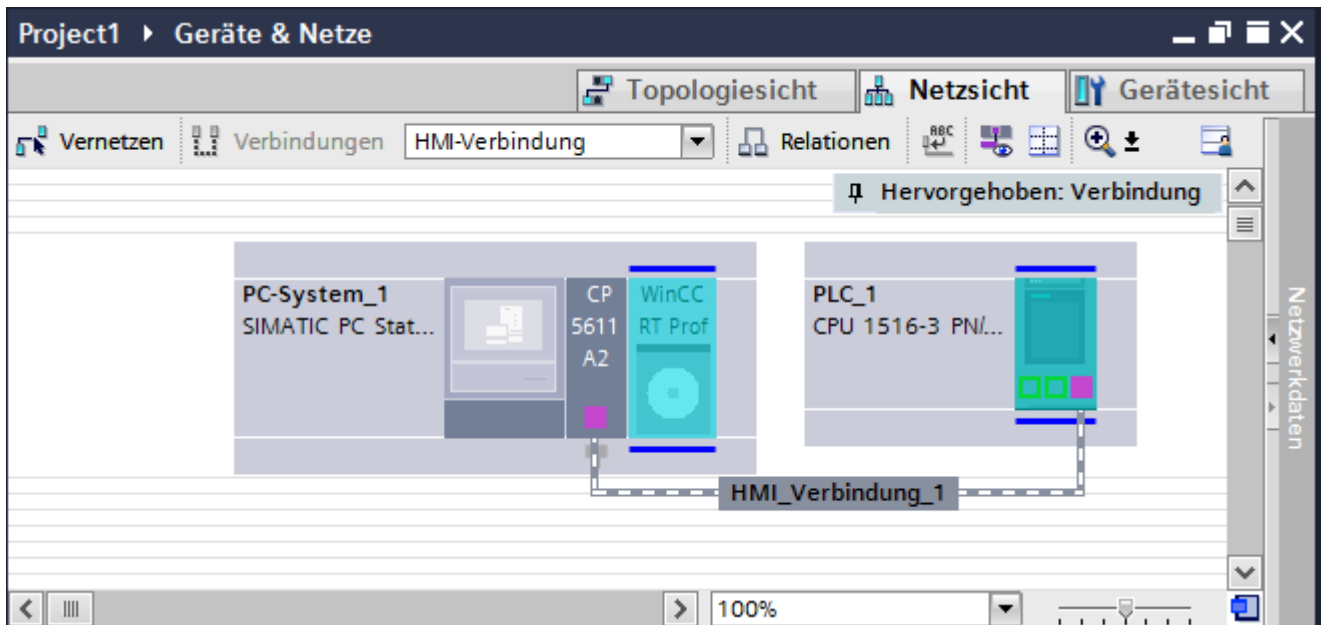 Project1 ▸ Geräte & Netze
Topologiesicht Netzsicht Gerätesicht
Vernetzen Verbindungen HMI-Verbindung Relationen ABC
Hervorgehoben: Verbindung
PC-System_1
SIMATIC PC Stat...
CP
5611
A2
WinCC
RT Prof
PLC_1
CPU 1516-3 PN/...
HMI_Verbindung_1
Netzwerkdaten
100%